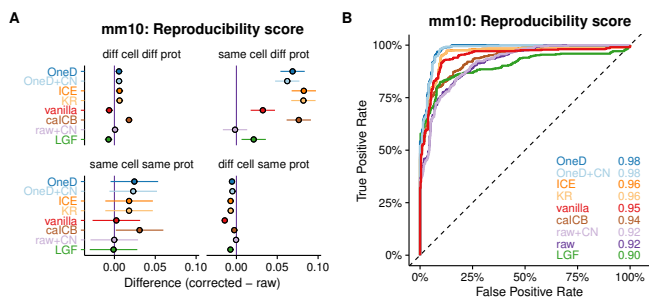 A
mm10: Reproducibility score
diff cell diff prot
same cell diff prot
OneD
OneD+CN
ICE
KR
vanilla
caICB
raw+CN
LGF
same cell same prot
diff cell same prot
OneD
OneD+CN
ICE
KR
vanilla
caICB
raw+CN
LGF
0.00
0.05
0.10
0.00
0.05
0.10
Difference (corrected − raw)
B
mm10: Reproducibility score
100%
75%
50%
25%
0%
True Positive Rate
OneD 0.98
OneD+CN 0.98
ICE 0.96
KR 0.96
vanilla 0.95
caICB 0.94
raw+CN 0.92
raw 0.92
LGF 0.90
0%
25%
50%
75%
100%
False Positive Rate